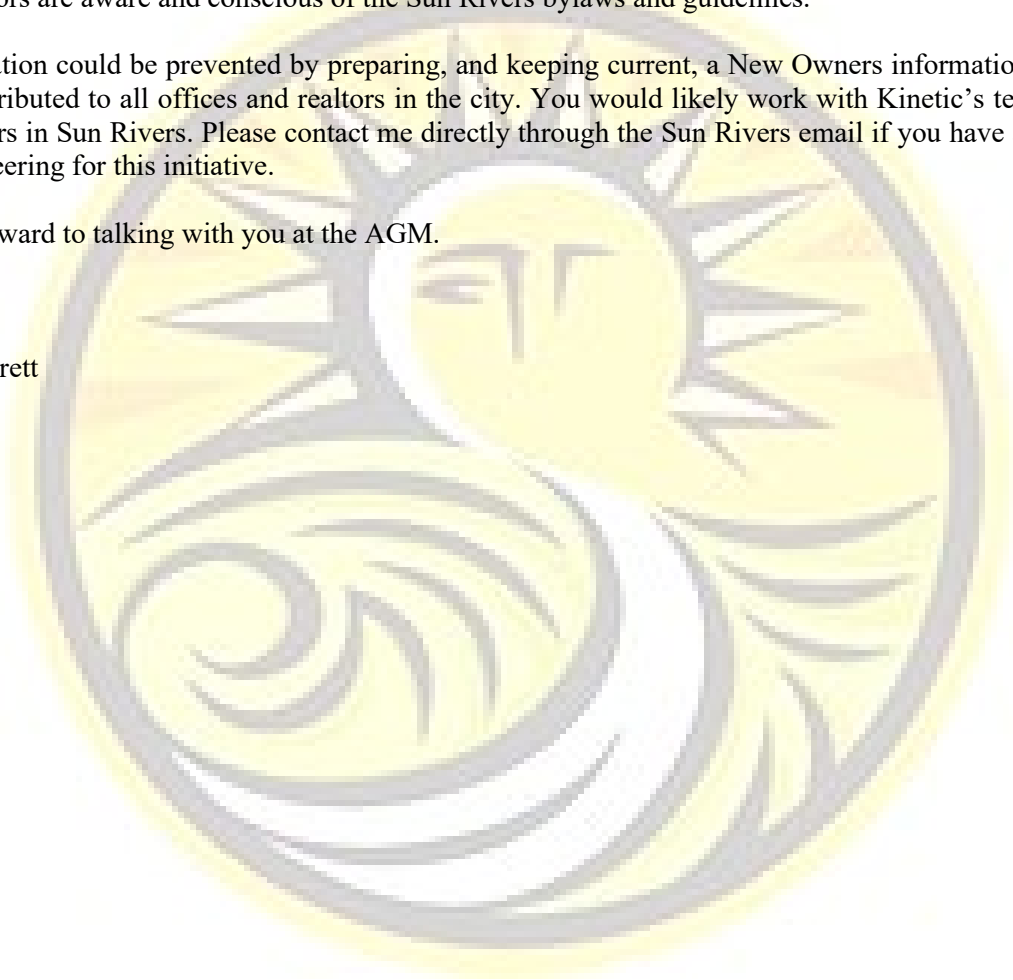 ors are aware and conscious of the Sun Rivers bylaws and guidelines.
ation could be prevented by preparing, and keeping current, a New Owners informatio
tributed to all offices and realtors in the city. You would likely work with Kinetic’s te
rs in Sun Rivers. Please contact me directly through the Sun Rivers email if you have
eering for this initiative.
ward to talking with you at the AGM.
rett